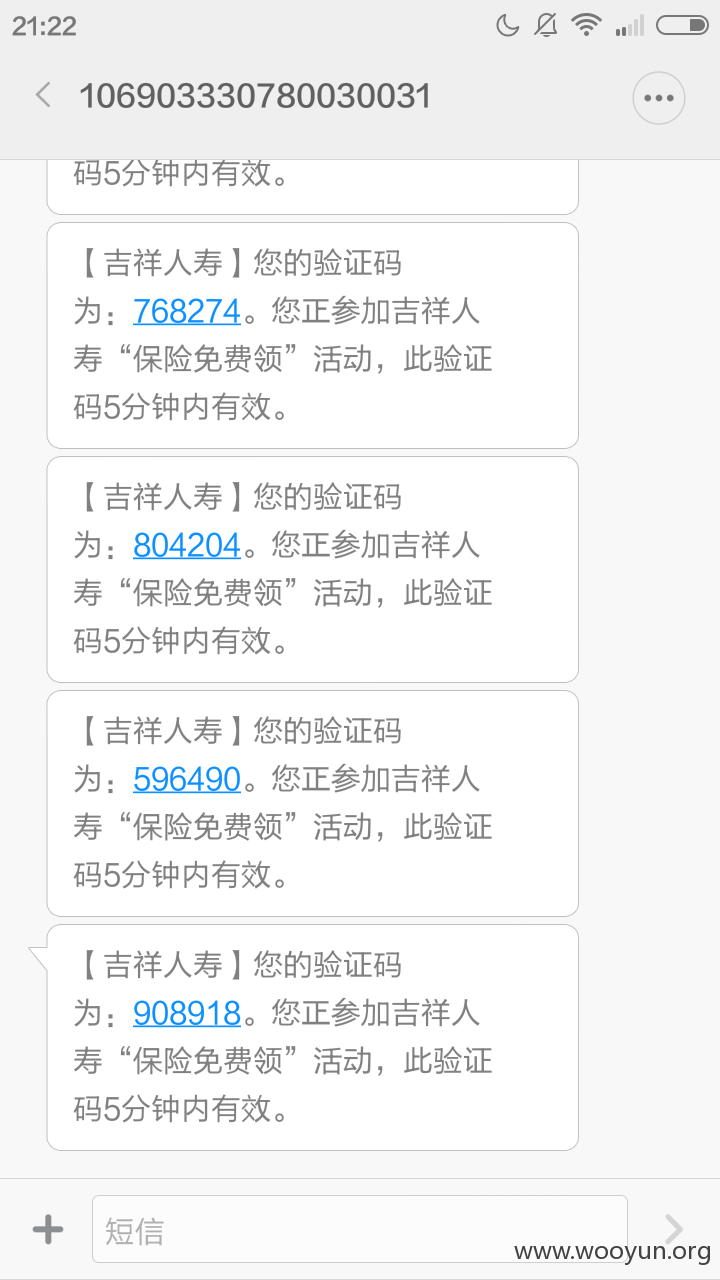 21:22
106903330780030031
码5分钟内有效。
【吉祥人寿】您的验证码
为：768274。您正参加吉祥人
寿“保险免费领”活动，此验证
码5分钟内有效。
【吉祥人寿】您的验证码
为：804204。您正参加吉祥人
寿“保险免费领”活动，此验证
码5分钟内有效。
【吉祥人寿】您的验证码
为：596490。您正参加吉祥人
寿“保险免费领”活动，此验证
码5分钟内有效。
【吉祥人寿】您的验证码
为：908918。您正参加吉祥人
寿“保险免费领”活动，此验证
码5分钟内有效。
短信
www.wooyun.org